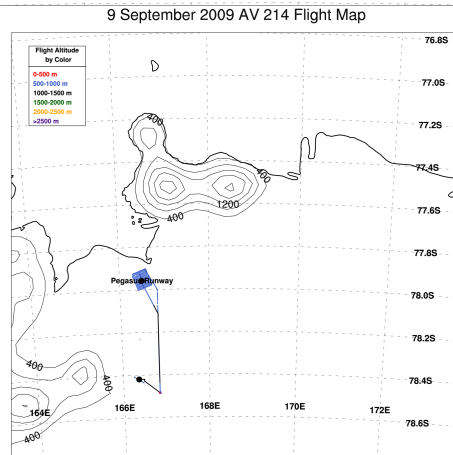 9 September 2009 AV 214 Flight Map
Flight Altitude
by Color
0-500 m
500-1000 m
1000-1500 m
1500-2000 m
2000-2500 m
>2500 m
76.8S
77.0S
400
77.2S
400
77.4S
1200
400
77.6S
77.8S
Pegasus Runway
78.0S
78.2S
400
400
78.4S
164E
166E
168E
170E
172E
78.6S
400